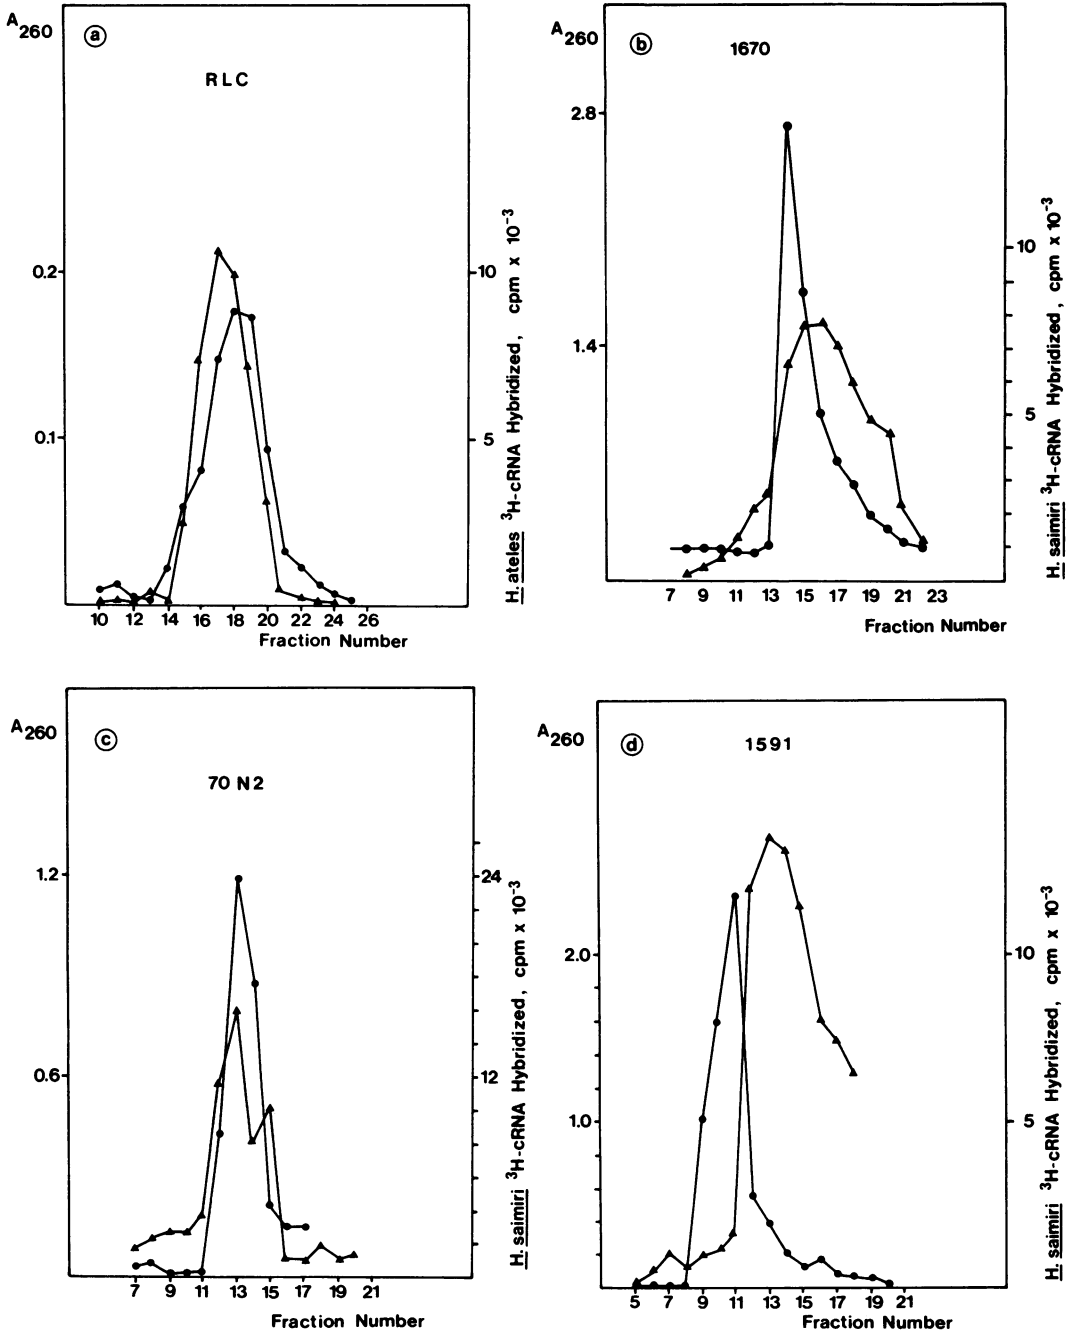 A260
ⓐ
RLC
0.2
0.1
10
5
H. ateles ³H-cRNA Hybridized, cpm x 10⁻³
10 12 14 16 18 20 22 24 26
Fraction Number
A260
ⓑ
1670
2.8
1.4
10
5
H. saimiri ³H-cRNA Hybridized, cpm x 10⁻³
7 9 11 13 15 17 19 21 23
Fraction Number
A260
ⓒ
70 N2
1.2
0.6
24
12
H. saimiri ³H-cRNA Hybridized, cpm x 10⁻³
7 9 11 13 15 17 19 21
Fraction Number
A260
ⓓ
1591
2.0
1.0
10
5
H. saimiri ³H-cRNA Hybridized, cpm x 10⁻³
5 7 9 11 13 15 17 19 21
Fraction Number